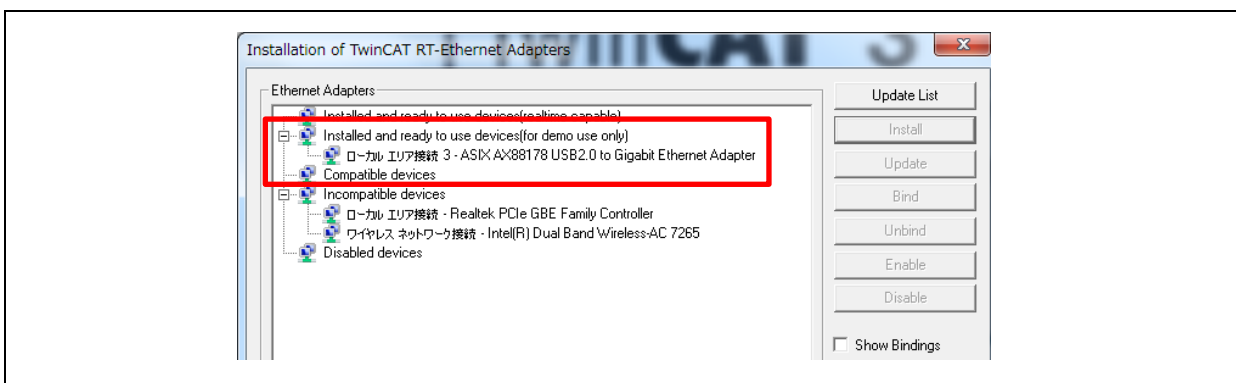 TwinCAT 3
Installation of TwinCAT RT-Ethernet Adapters
Ethernet Adapters
Update List
Installed and ready to use devices(realtime capable)
Install
Installed and ready to use devices(for demo use only)
ローカル エリア接続 3 - ASIX AX88178 USB2.0 to Gigabit Ethernet Adapter
Update
Compatible devices
Bind
Incompatible devices
ローカル エリア接続 - Realtek PCIe GBE Family Controller
Unbind
ワイヤレス ネットワーク接続 - Intel(R) Dual Band Wireless-AC 7265
Disabled devices
Enable
Disable
Show Bindings